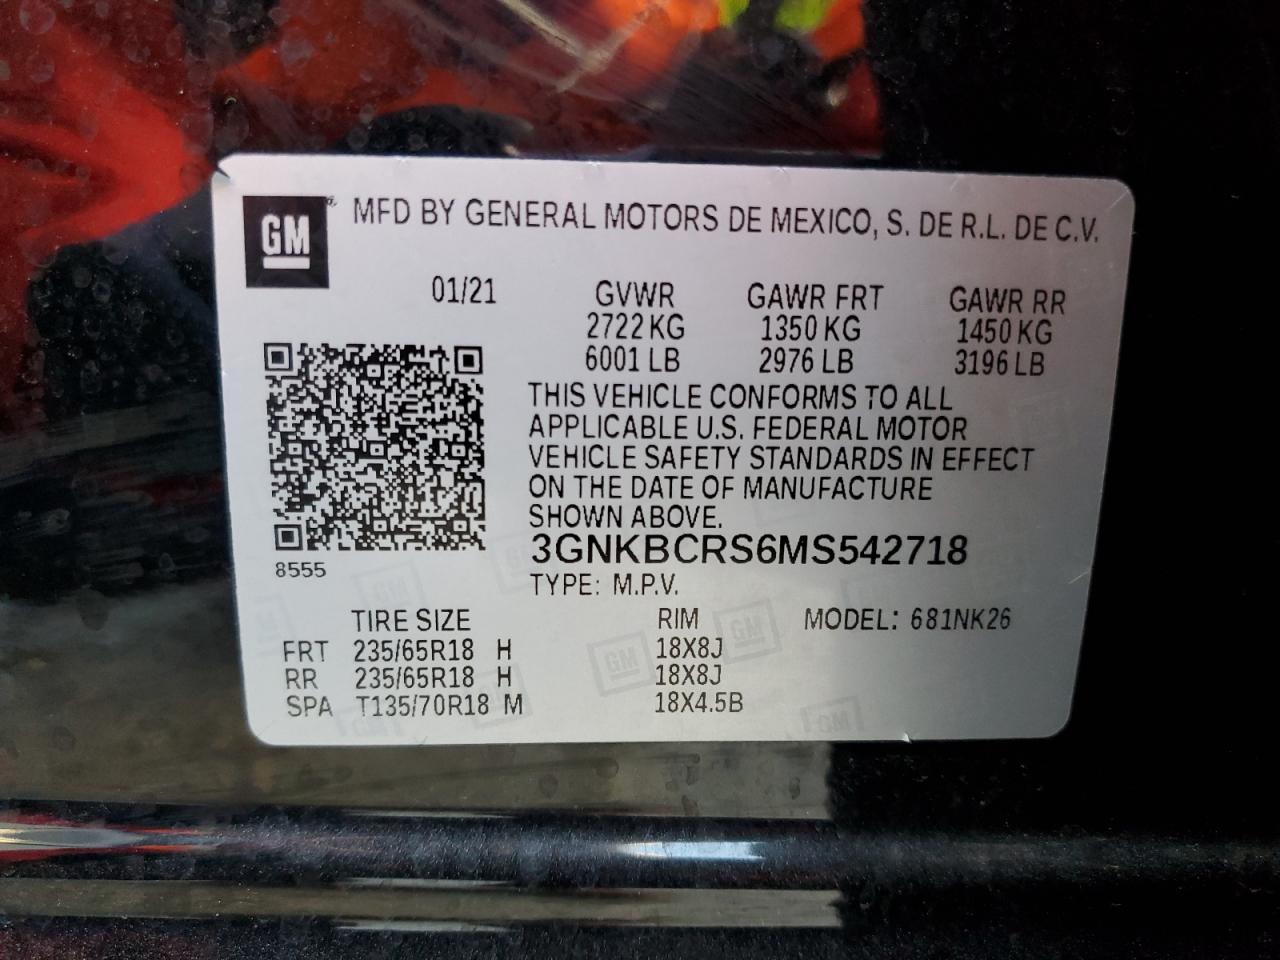 GM ® MFD BY GENERAL MOTORS DE MEXICO, S. DE R.L. DE C.V.
01/21 GVWR GAWR FRT GAWR RR
2722 KG 1350 KG 1450 KG
6001 LB 2976 LB 3196 LB
THIS VEHICLE CONFORMS TO ALL
APPLICABLE U.S. FEDERAL MOTOR
VEHICLE SAFETY STANDARDS IN EFFECT
ON THE DATE OF MANUFACTURE
SHOWN ABOVE.
3GNKBCRS6MS542718
8555
TYPE: M.P.V.
TIRE SIZE RIM MODEL: 681NK26
FRT 235/65R18 H 18X8J
RR 235/65R18 H 18X8J
SPA T135/70R18 M 18X4.5B
GM
GM
GM